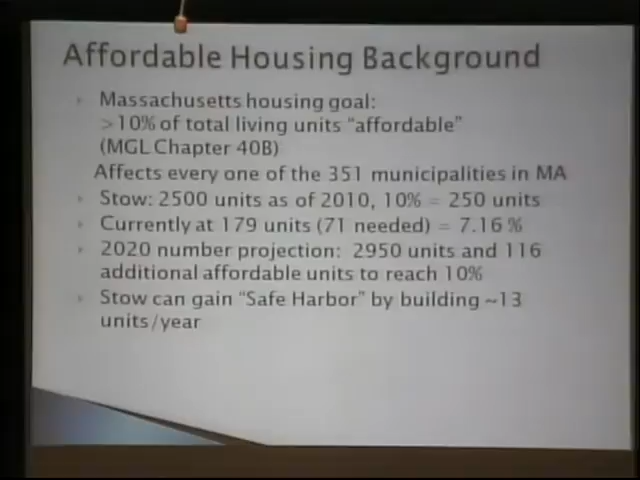 Affordable Housing Background
Massachusetts housing goal:
>10% of total living units “affordable”
(MGL Chapter 40B)
Affects every one of the 351 municipalities in MA
Stow: 2500 units as of 2010, 10% = 250 units
Currently at 179 units (71 needed) = 7.16 %
2020 number projection: 2950 units and 116
additional affordable units to reach 10%
Stow can gain “Safe Harbor” by building ~13
units/year